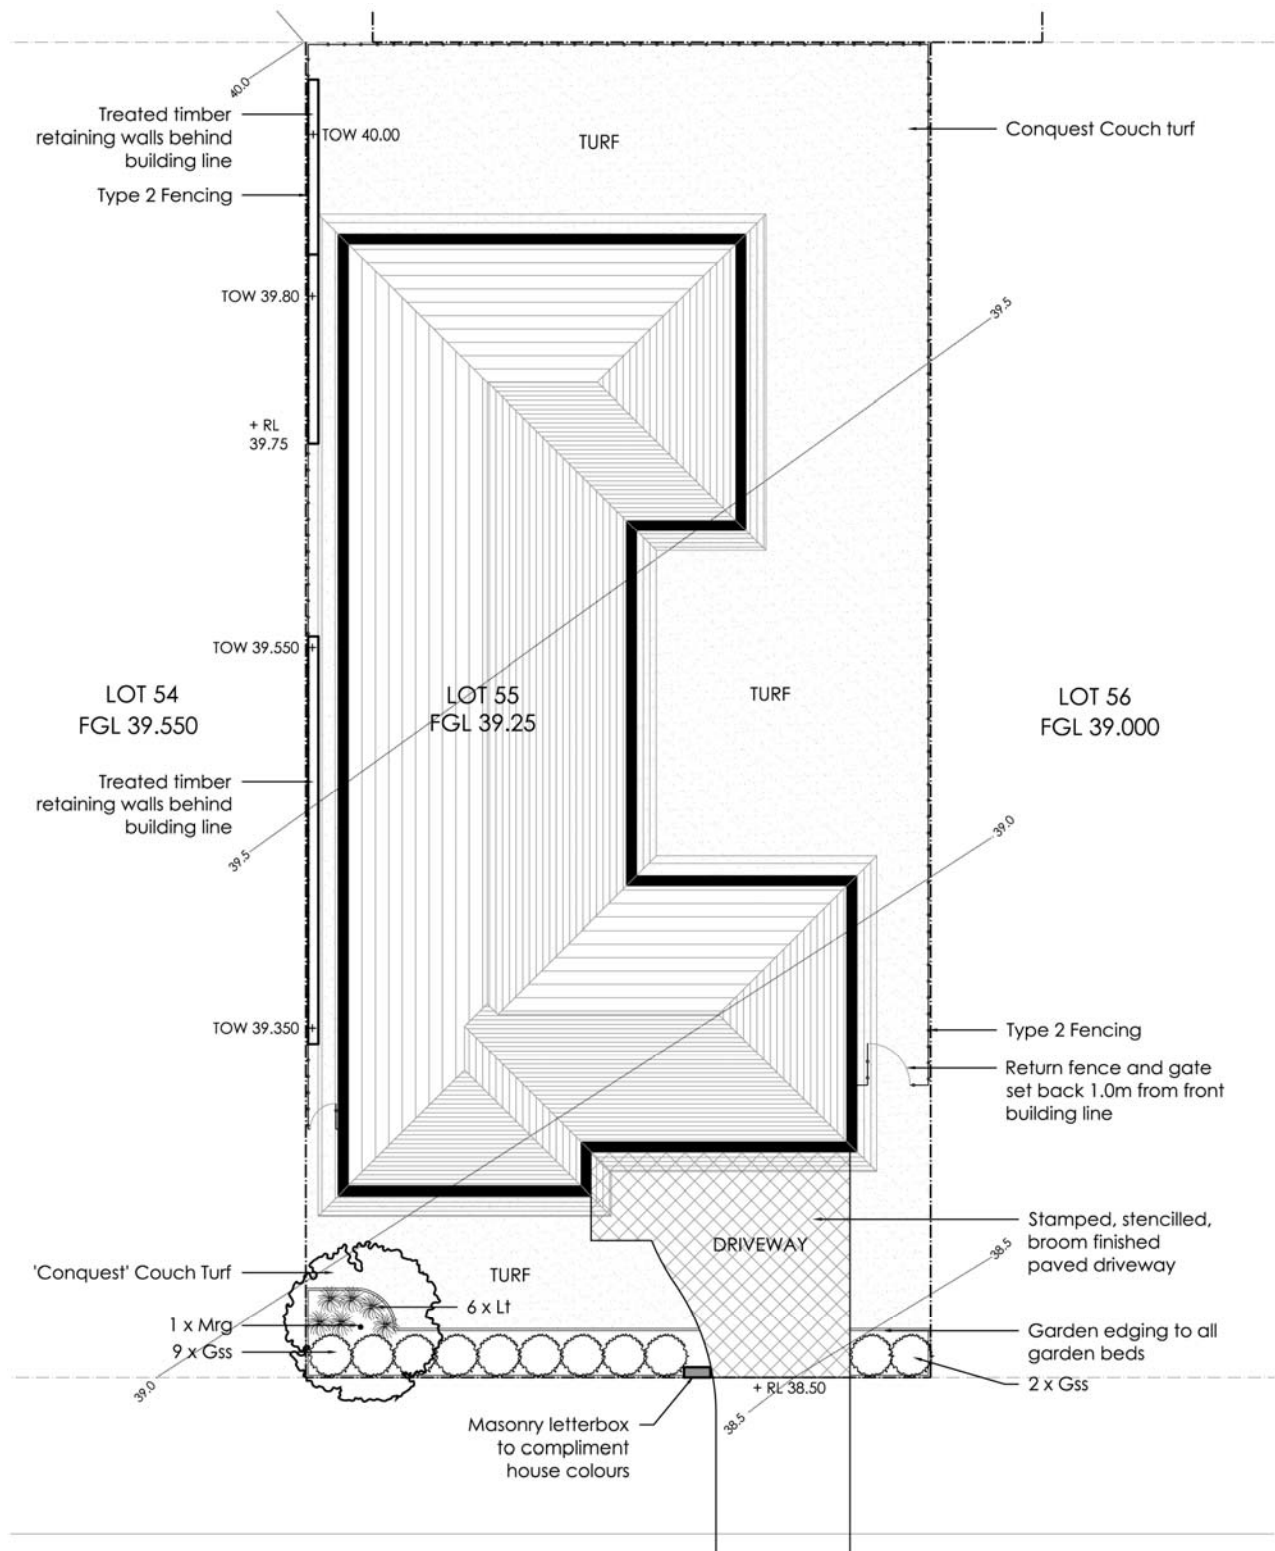 40.0
Treated timber
retaining walls behind
building line
TOW 40.00
TURF
Conquest Couch turf
Type 2 Fencing
TOW 39.80
39.5
+ RL
39.75
TOW 39.550
LOT 54
FGL 39.550
LOT 55
FGL 39.25
TURF
LOT 56
FGL 39.000
Treated timber
retaining walls behind
building line
39.5
39.0
TOW 39.350
Type 2 Fencing
Return fence and gate
set back 1.0m from front
building line
Stamped, stencilled,
broom finished
paved driveway
DRIVEWAY
38.5
'Conquest' Couch Turf
TURF
6 x Lt
1 x Mrg
9 x Gss
Garden edging to all
garden beds
2 x Gss
39.0
+ RL 38.50
38.5
Masonry letterbox
to compliment
house colours